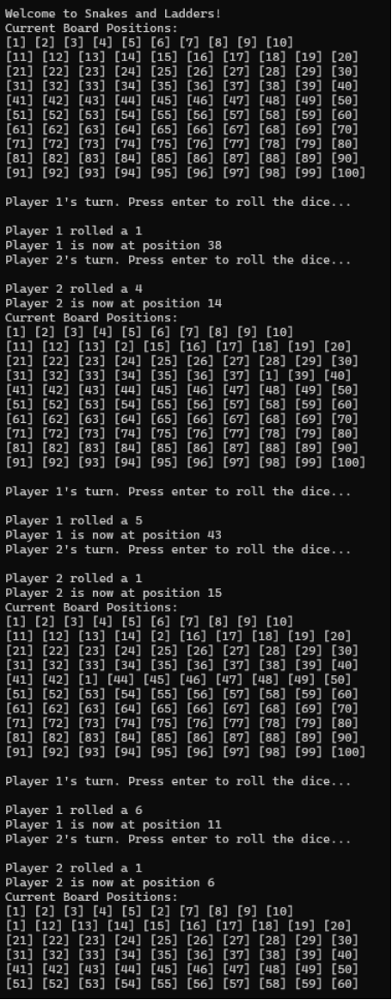 Welcome to Snakes and Ladders!
Current Board Positions:
[1] [2] [3] [4] [5] [6] [7] [8] [9] [10]
[11] [12] [13] [14] [15] [16] [17] [18] [19] [20]
[21] [22] [23] [24] [25] [26] [27] [28] [29] [30]
[31] [32] [33] [34] [35] [36] [37] [38] [39] [40]
[41] [42] [43] [44] [45] [46] [47] [48] [49] [50]
[51] [52] [53] [54] [55] [56] [57] [58] [59] [60]
[61] [62] [63] [64] [65] [66] [67] [68] [69] [70]
[71] [72] [73] [74] [75] [76] [77] [78] [79] [80]
[81] [82] [83] [84] [85] [86] [87] [88] [89] [90]
[91] [92] [93] [94] [95] [96] [97] [98] [99] [100]
Player 1's turn. Press enter to roll the dice...
Player 1 rolled a 1
Player 1 is now at position 38
Player 2's turn. Press enter to roll the dice...
Player 2 rolled a 4
Player 2 is now at position 14
Current Board Positions:
[1] [2] [3] [4] [5] [6] [7] [8] [9] [10]
[11] [12] [13] [2] [15] [16] [17] [18] [19] [20]
[21] [22] [23] [24] [25] [26] [27] [28] [29] [30]
[31] [32] [33] [34] [35] [36] [37] [1] [39] [40]
[41] [42] [43] [44] [45] [46] [47] [48] [49] [50]
[51] [52] [53] [54] [55] [56] [57] [58] [59] [60]
[61] [62] [63] [64] [65] [66] [67] [68] [69] [70]
[71] [72] [73] [74] [75] [76] [77] [78] [79] [80]
[81] [82] [83] [84] [85] [86] [87] [88] [89] [90]
[91] [92] [93] [94] [95] [96] [97] [98] [99] [100]
Player 1's turn. Press enter to roll the dice...
Player 1 rolled a 5
Player 1 is now at position 43
Player 2's turn. Press enter to roll the dice...
Player 2 rolled a 1
Player 2 is now at position 15
Current Board Positions:
[1] [2] [3] [4] [5] [6] [7] [8] [9] [10]
[11] [12] [13] [14] [2] [16] [17] [18] [19] [20]
[21] [22] [23] [24] [25] [26] [27] [28] [29] [30]
[31] [32] [33] [34] [35] [36] [37] [38] [39] [40]
[41] [42] [1] [44] [45] [46] [47] [48] [49] [50]
[51] [52] [53] [54] [55] [56] [57] [58] [59] [60]
[61] [62] [63] [64] [65] [66] [67] [68] [69] [70]
[71] [72] [73] [74] [75] [76] [77] [78] [79] [80]
[81] [82] [83] [84] [85] [86] [87] [88] [89] [90]
[91] [92] [93] [94] [95] [96] [97] [98] [99] [100]
Player 1's turn. Press enter to roll the dice...
Player 1 rolled a 6
Player 1 is now at position 11
Player 2's turn. Press enter to roll the dice...
Player 2 rolled a 1
Player 2 is now at position 6
Current Board Positions:
[1] [2] [3] [4] [5] [2] [7] [8] [9] [10]
[1] [12] [13] [14] [15] [16] [17] [18] [19] [20]
[21] [22] [23] [24] [25] [26] [27] [28] [29] [30]
[31] [32] [33] [34] [35] [36] [37] [38] [39] [40]
[41] [42] [43] [44] [45] [46] [47] [48] [49] [50]
[51] [52] [53] [54] [55] [56] [57] [58] [59] [60]